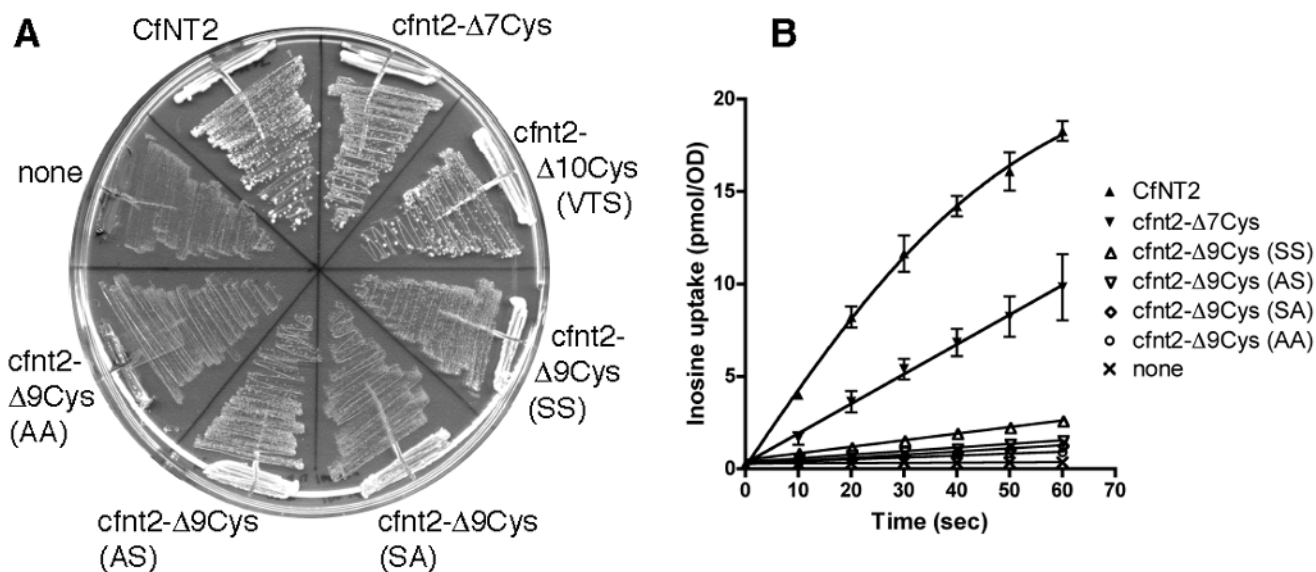 A
CfNT2
cfnt2-Δ7Cys
cfnt2-
Δ10Cys
(VTS)
none
cfnt2-
Δ9Cys
(SS)
cfnt2-
Δ9Cys
(AA)
cfnt2-Δ9Cys
(AS)
cfnt2-Δ9Cys
(SA)
B
Inosine uptake (pmol/OD)
20
15
10
5
0
0 10 20 30 40 50 60 70
Time (sec)
CfNT2
cfnt2-Δ7Cys
cfnt2-Δ9Cys (SS)
cfnt2-Δ9Cys (AS)
cfnt2-Δ9Cys (SA)
cfnt2-Δ9Cys (AA)
none